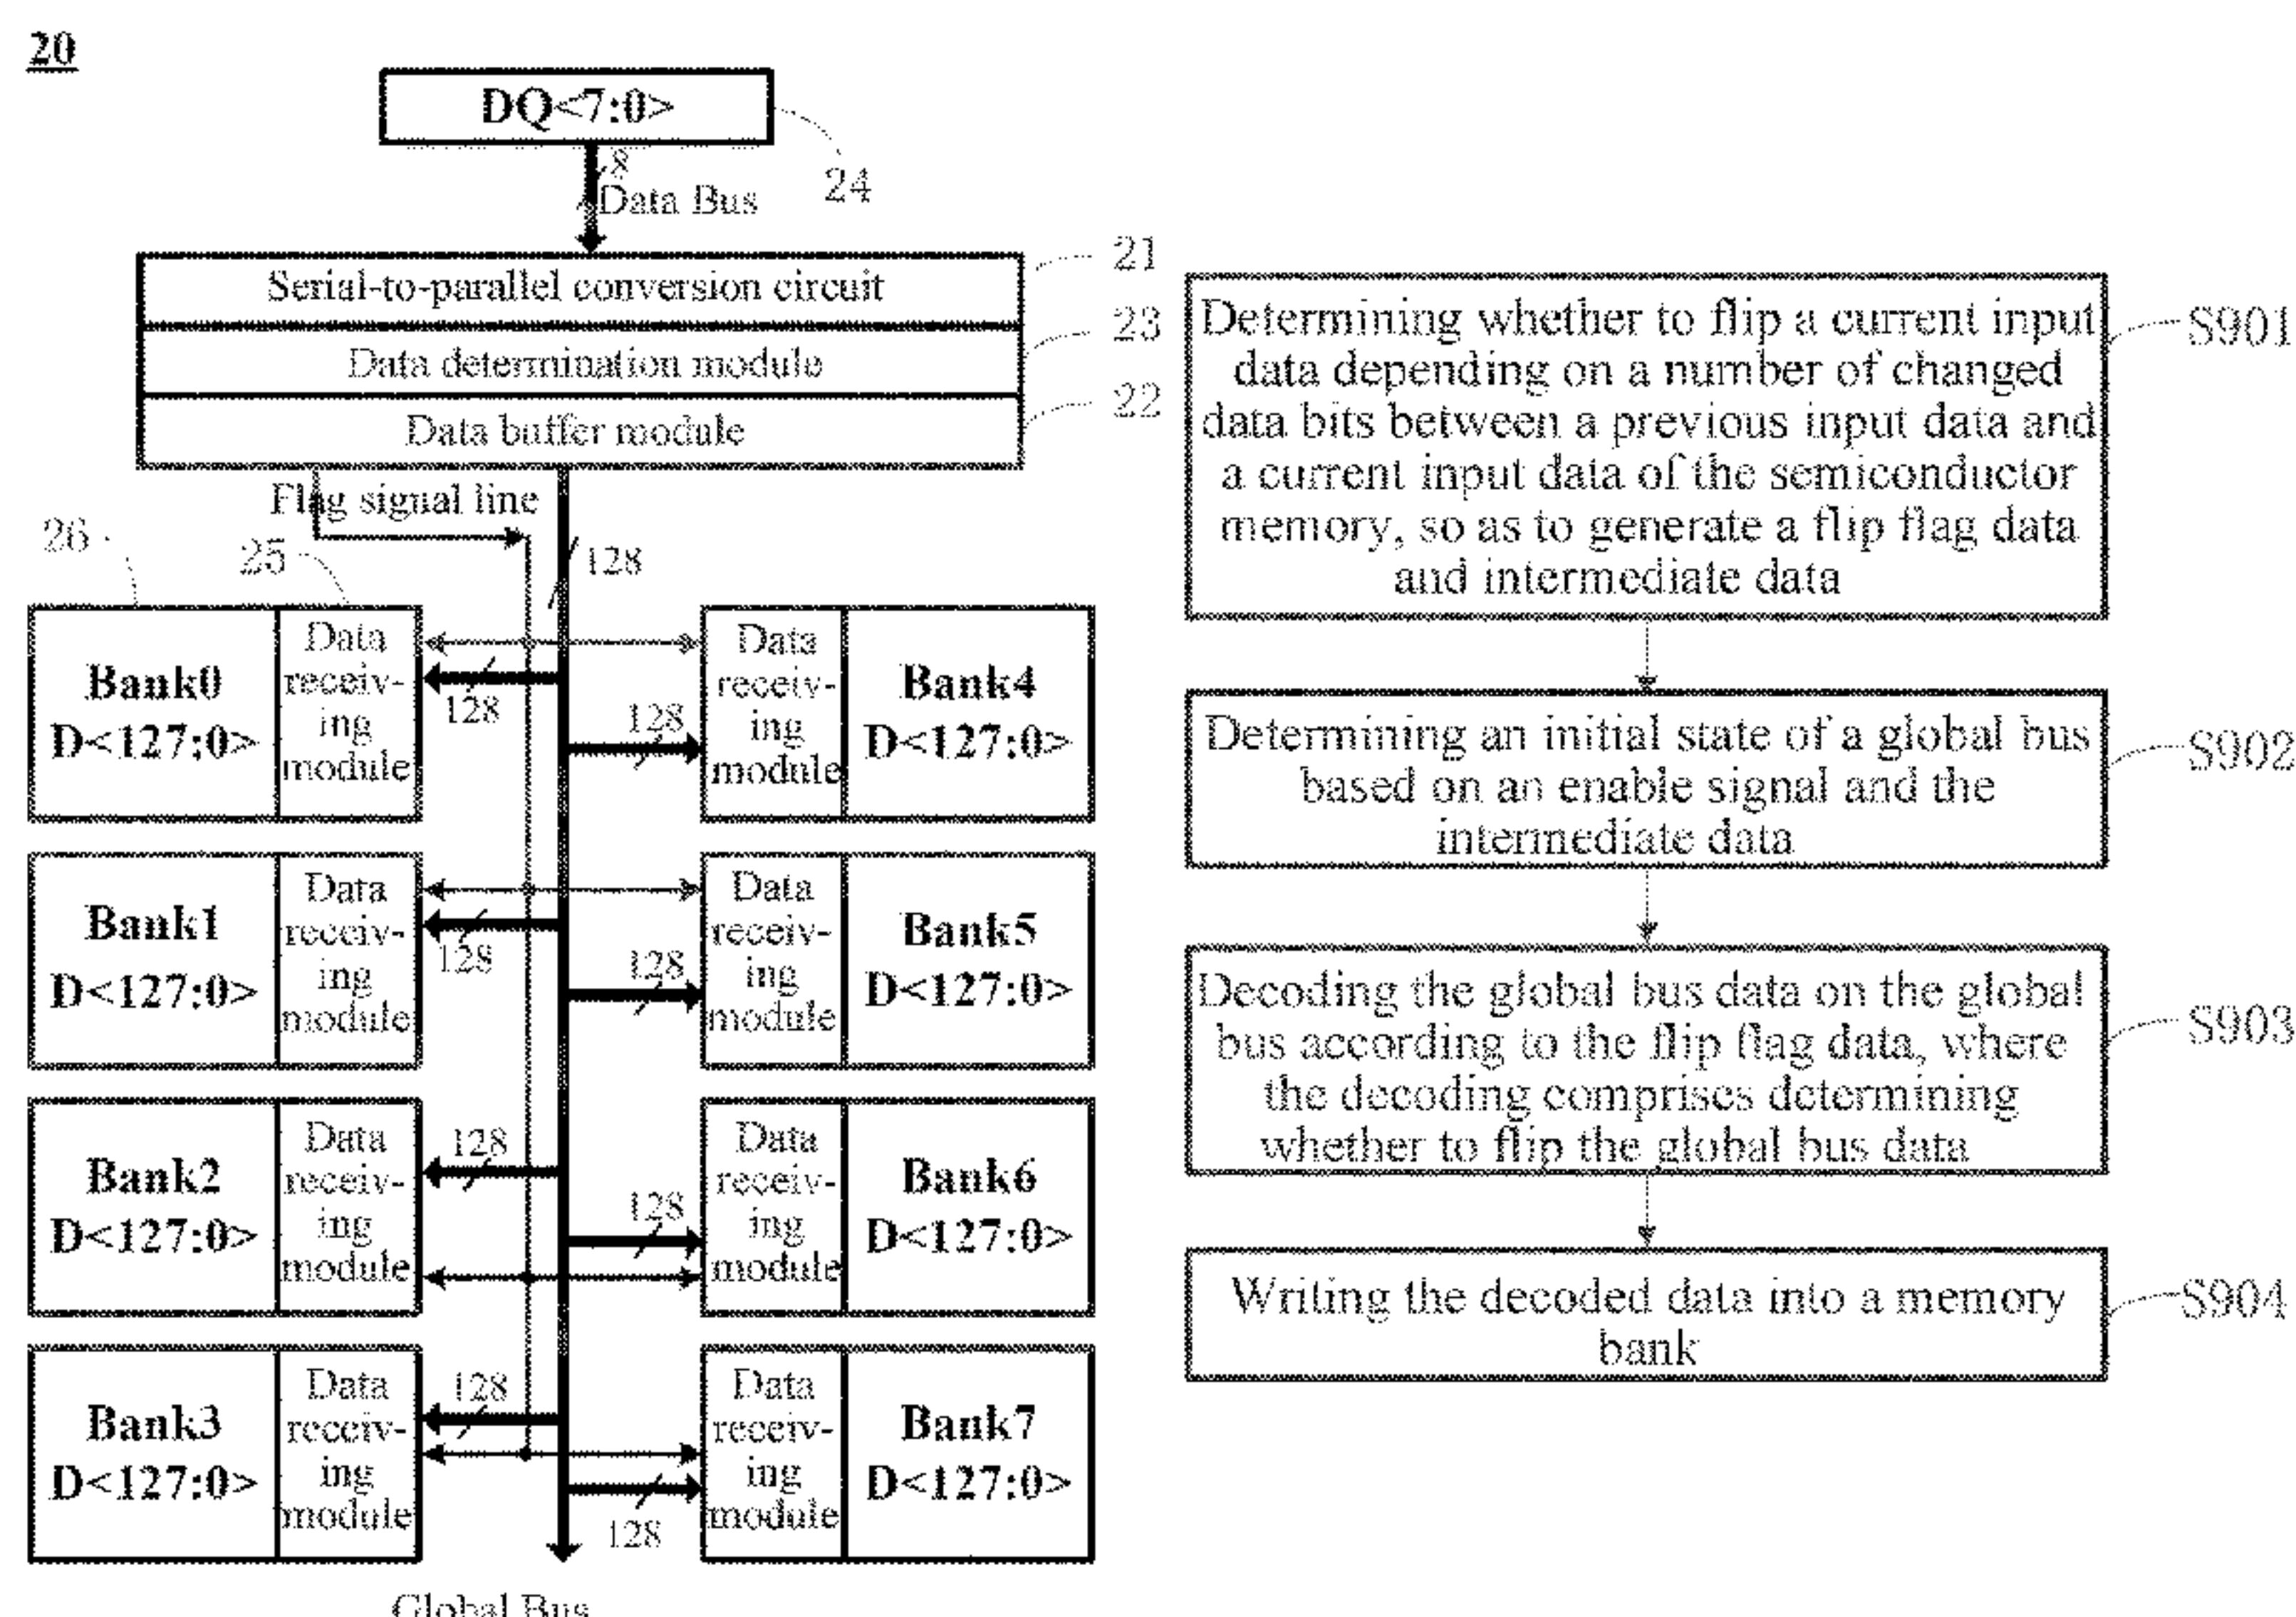 20
DQ<7:0>
24
8
Data Bus
21
Serial-to-parallel conversion circuit
23
Data determination module
22
Data buffer module
Flag signal line
26
25
128
Bank0
D<127:0>
Data
receiv-
ing
module
128
128
Data
receiv-
ing
module
Bank4
D<127:0>
Bank1
D<127:0>
Data
receiv-
ing
module
128
128
Data
receiv-
ing
module
Bank5
D<127:0>
Bank2
D<127:0>
Data
receiv-
ing
module
128
128
Data
receiv-
ing
module
Bank6
D<127:0>
Bank3
D<127:0>
Data
receiv-
ing
module
128
128
Data
receiv-
ing
module
Bank7
D<127:0>
Global Bus
Determining whether to flip a current input
data depending on a number of changed
data bits between a previous input data and
a current input data of the semiconductor
memory, so as to generate a flip flag data
and intermediate data
S901
Determining an initial state of a global bus
based on an enable signal and the
intermediate data
S902
Decoding the global bus data on the global
bus according to the flip flag data, where
the decoding comprises determining
whether to flip the global bus data
S903
Writing the decoded data into a memory
bank
S904